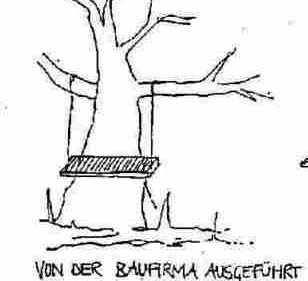 VON DER BAUFIRMA AUSGEFÜHRT